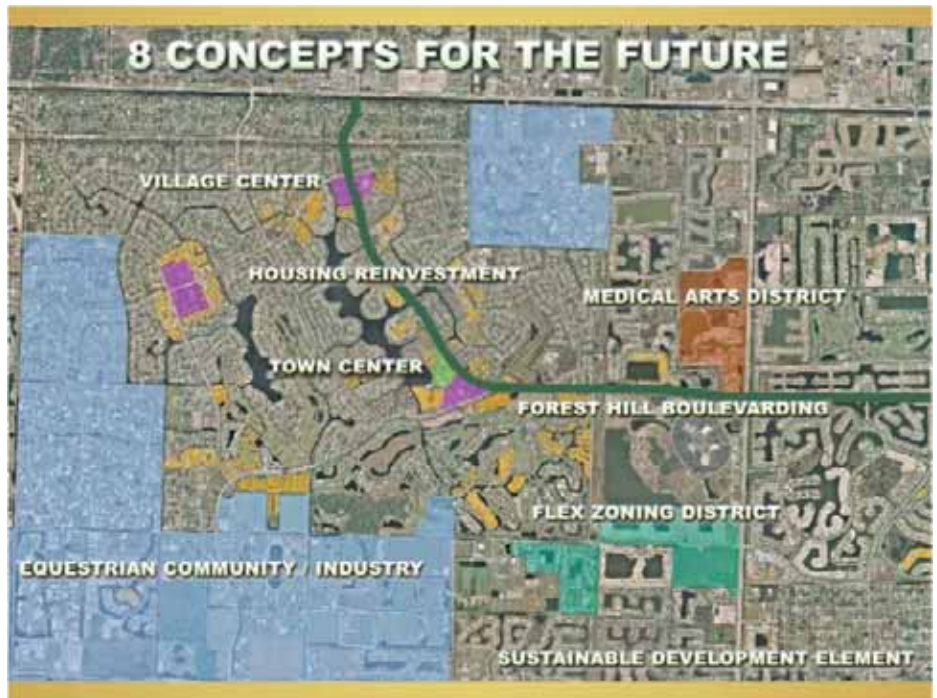 8 CONCEPTS FOR THE FUTURE
VILLAGE CENTER
HOUSING REINVESTMENT
MEDICAL ARTS DISTRICT
TOWN CENTER
FOREST HILL BOULEVARDING
FLEX ZONING DISTRICT
EQUESTRIAN COMMUNITY / INDUSTRY
SUSTAINABLE DEVELOPMENT ELEMENT